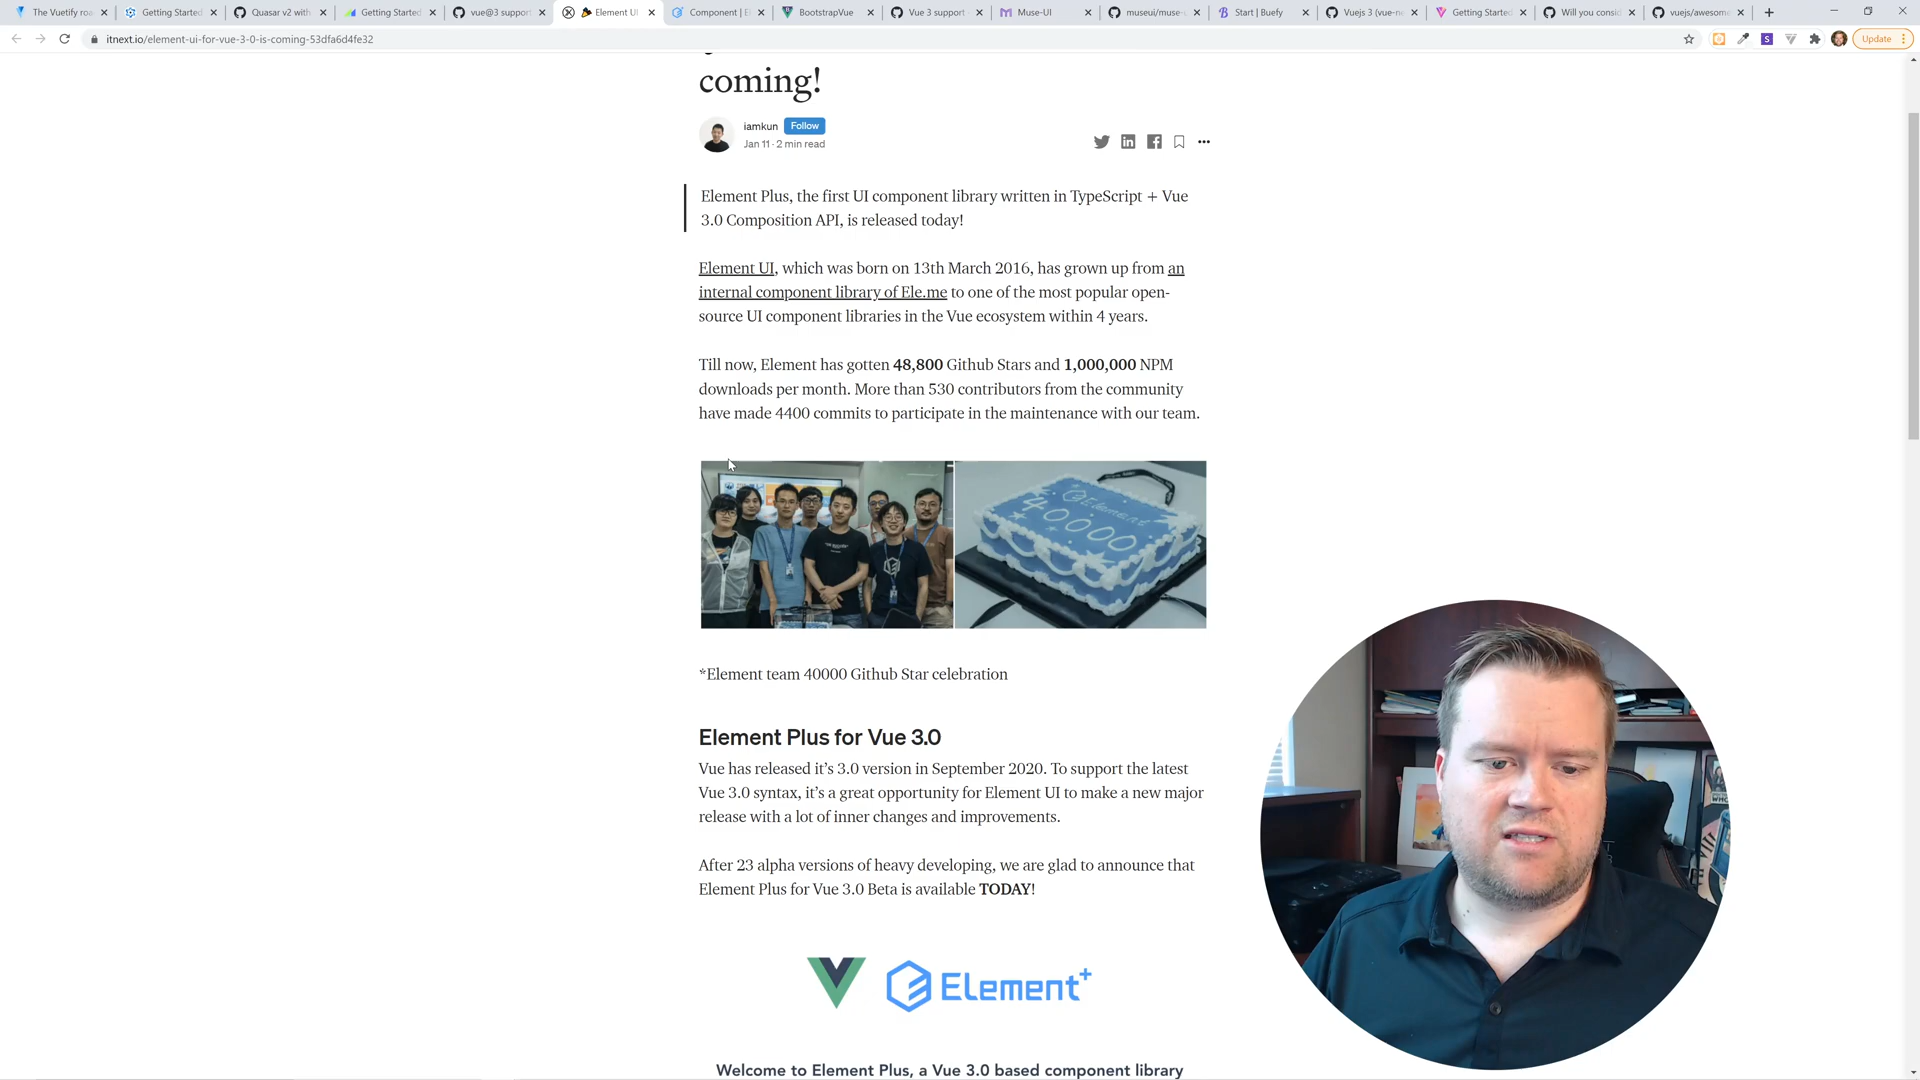 The Vuetify roa
Getting Started
Quasar v2 with
Getting Started
vue@3 support
Element UI
Component | El
BootstrapVue
Vue 3 support
Muse-UI
museui/muse-u
Start | Buefy
Vuejs 3 (vue-ne
Getting Started
Will you consid
vuejs/awesome
itnext.io/element-ui-for-vue-3-0-is-coming-53dfa6d4fe32
Update
coming!
iamkun Follow
Jan 11 · 2 min read
Element Plus, the first UI component library written in TypeScript + Vue
3.0 Composition API, is released today!
Element UI, which was born on 13th March 2016, has grown up from an
internal component library of Ele.me to one of the most popular open-
source UI component libraries in the Vue ecosystem within 4 years.
Till now, Element has gotten 48,800 Github Stars and 1,000,000 NPM
downloads per month. More than 530 contributors from the community
have made 4400 commits to participate in the maintenance with our team.
Element
40000
*Element team 40000 Github Star celebration
Element Plus for Vue 3.0
Vue has released it's 3.0 version in September 2020. To support the latest
Vue 3.0 syntax, it's a great opportunity for Element UI to make a new major
release with a lot of inner changes and improvements.
After 23 alpha versions of heavy developing, we are glad to announce that
Element Plus for Vue 3.0 Beta is available TODAY!
Element+
Welcome to Element Plus, a Vue 3.0 based component library